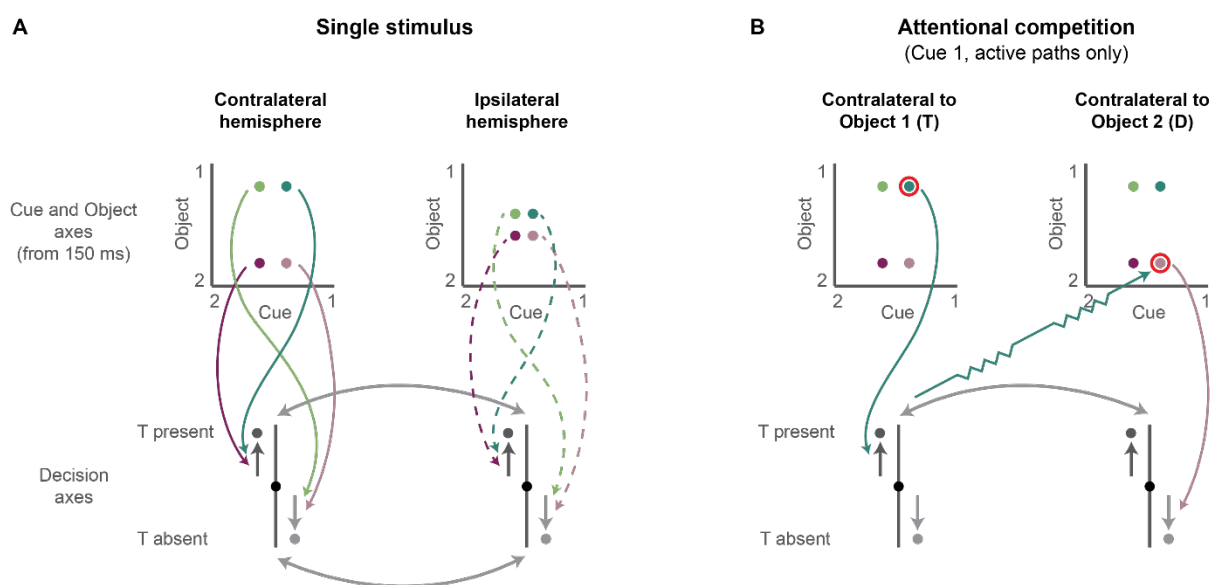 A
Single stimulus
Contralateral
hemisphere
Ipsilateral
hemisphere
Cue and Object
axes
(from 150 ms)
Object
1
2
2
1
Cue
Object
1
2
2
1
Cue
T present
Decision
axes
T absent
B
Attentional competition
(Cue 1, active paths only)
Contralateral to
Object 1 (T)
Contralateral to
Object 2 (D)
Object
1
2
2
1
Cue
Object
1
2
2
1
Cue
T present
T absent